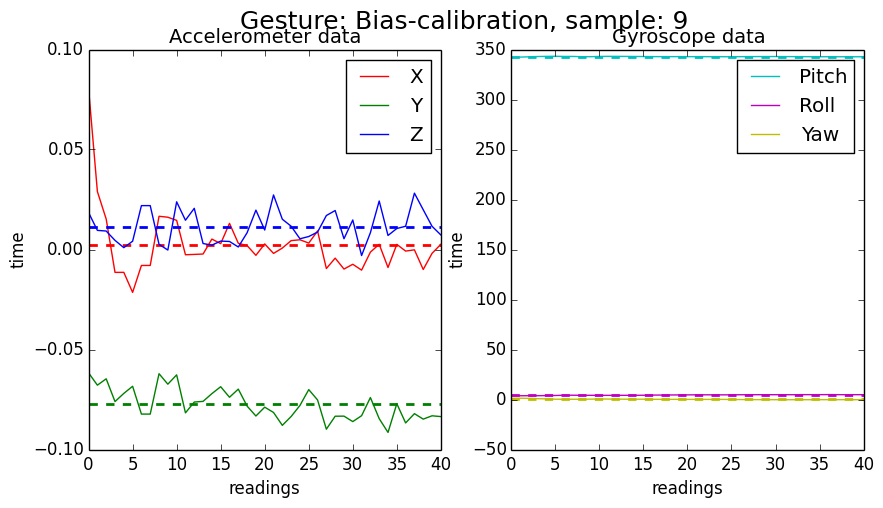 Gesture: Bias-calibration, sample: 9
Accelerometer data
0.10
0.05
0.00
−0.05
−0.10
time
0 5 10 15 20 25 30 35 40
readings
X
Y
Z
Gyroscope data
350
300
250
200
150
100
50
0
−50
time
0 5 10 15 20 25 30 35 40
readings
Pitch
Roll
Yaw